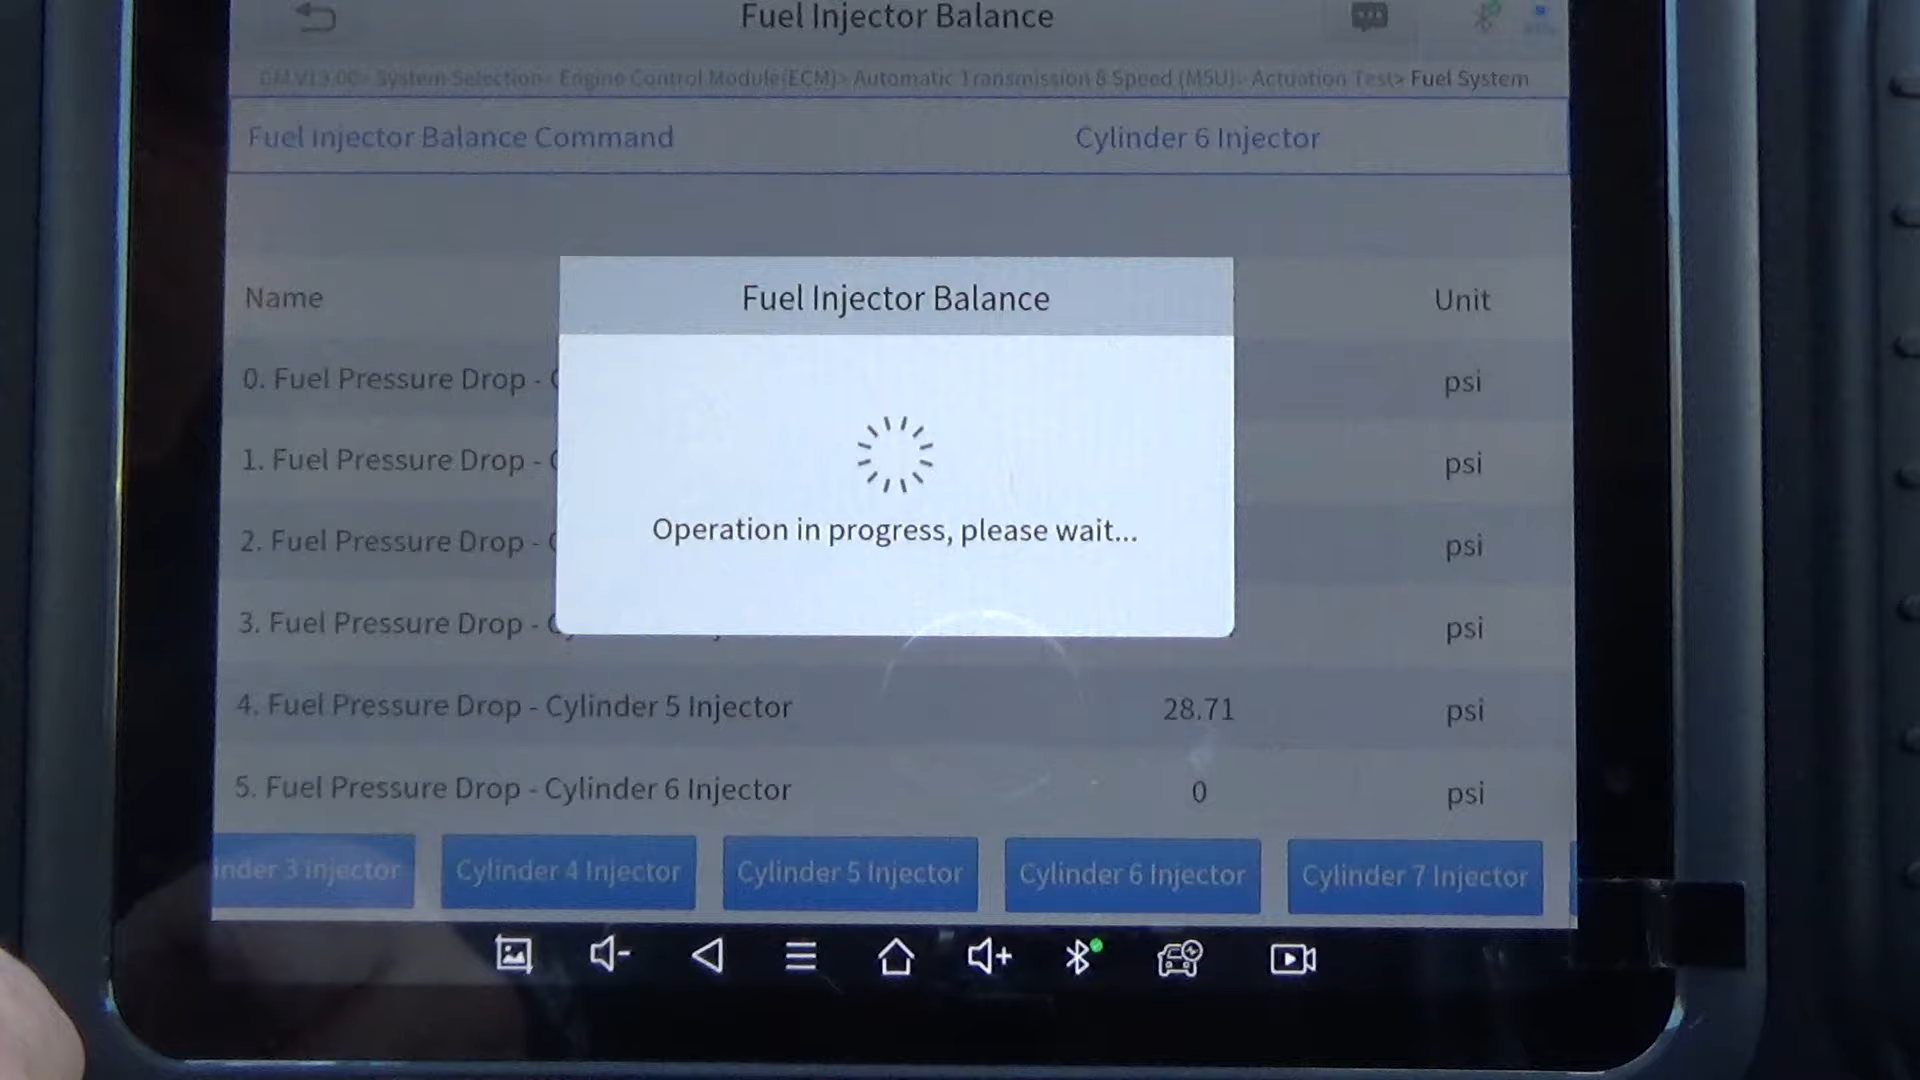 Fuel Injector Balance
GM V13.00> System Selection> Engine Control Module(ECM)> Automatic Transmission 8 Speed (M5U)> Actuation Test> Fuel System
Fuel Injector Balance Command Cylinder 6 Injector
Name Unit
Fuel Injector Balance
0. Fuel Pressure Drop - psi
1. Fuel Pressure Drop - psi
Operation in progress, please wait...
2. Fuel Pressure Drop - psi
3. Fuel Pressure Drop - psi
4. Fuel Pressure Drop - Cylinder 5 Injector 28.71 psi
5. Fuel Pressure Drop - Cylinder 6 Injector 0 psi
inder 3 Injector Cylinder 4 Injector Cylinder 5 Injector Cylinder 6 Injector Cylinder 7 Injector